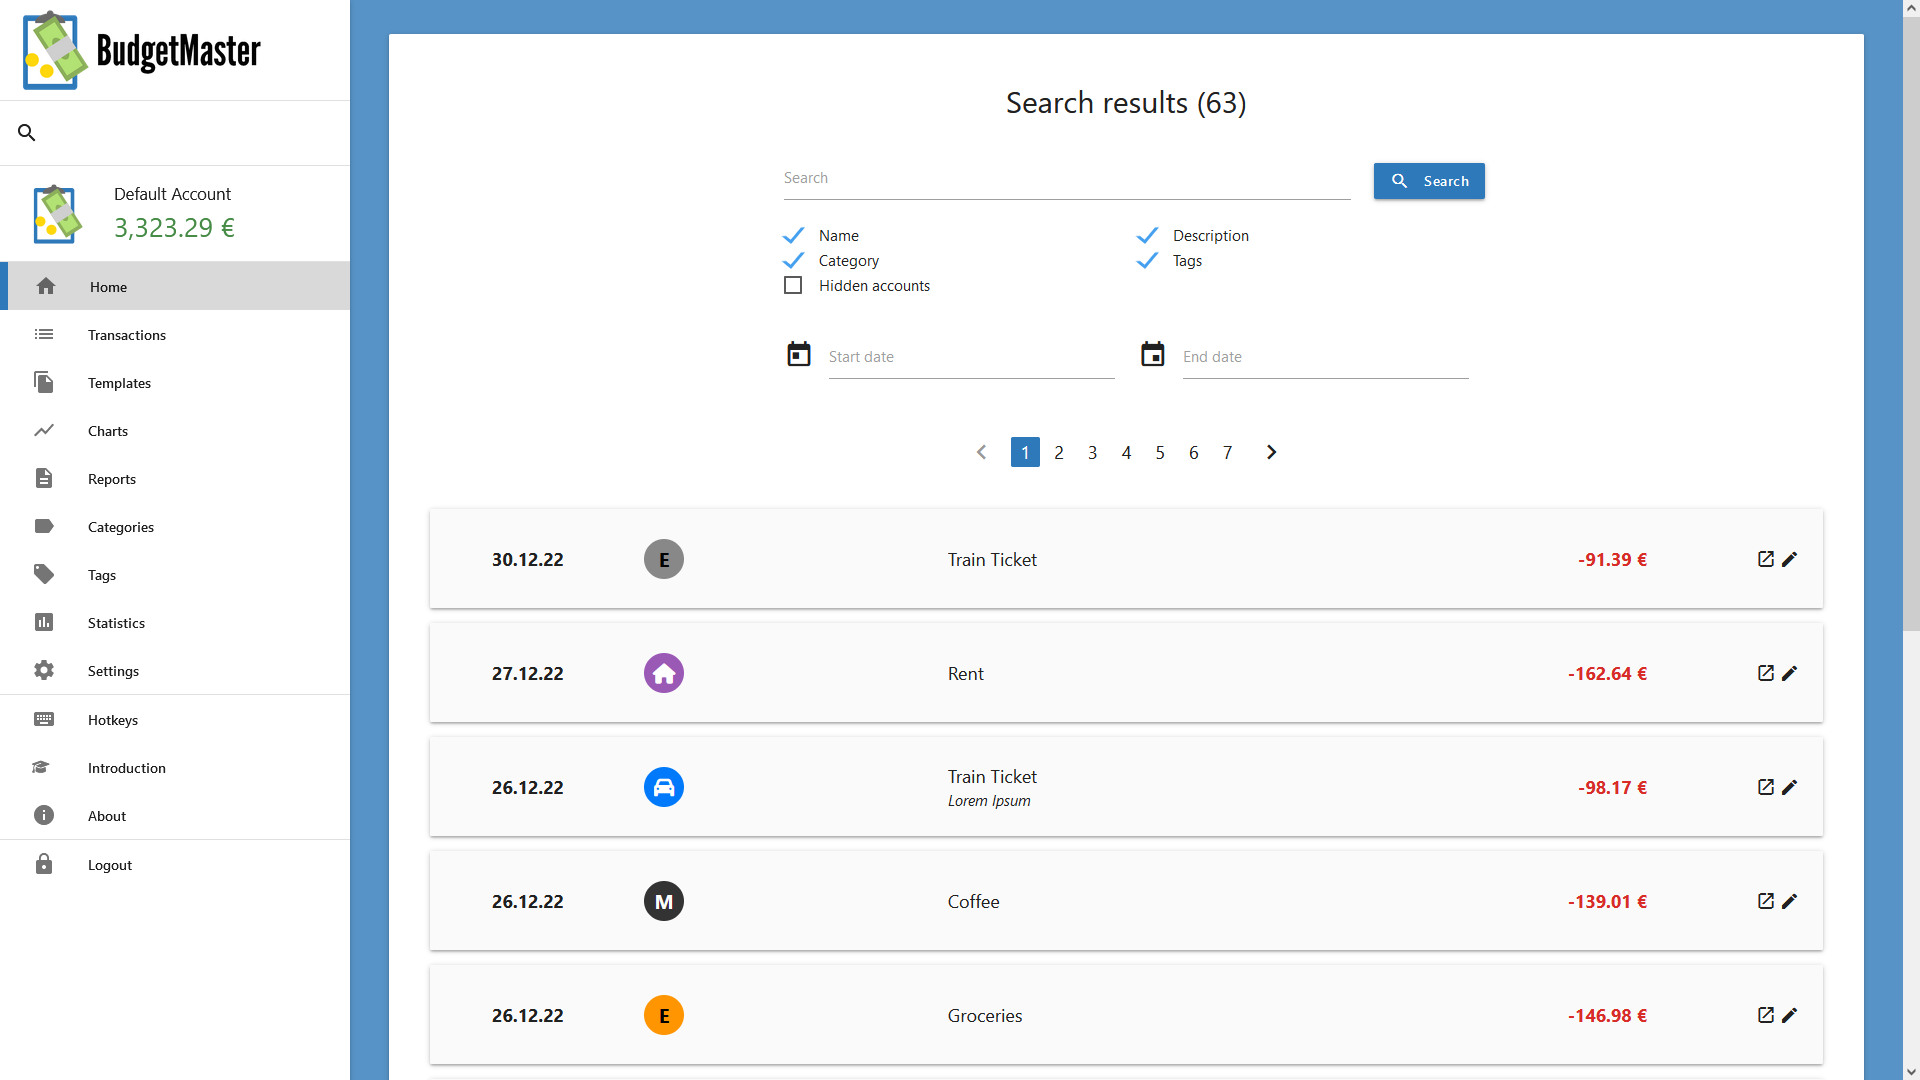 BudgetMaster
Default Account
3,323.29 €
Home
Transactions
Templates
Charts
Reports
Categories
Tags
Statistics
Settings
Hotkeys
Introduction
About
Logout
Search results (63)
Search
Search
Name
Description
Category
Tags
Hidden accounts
Start date
End date
1 2 3 4 5 6 7
30.12.22 E Train Ticket -91.39 €
27.12.22 Rent -162.64 €
26.12.22 Train Ticket -98.17 €
Lorem Ipsum
26.12.22 M Coffee -139.01 €
26.12.22 E Groceries -146.98 €